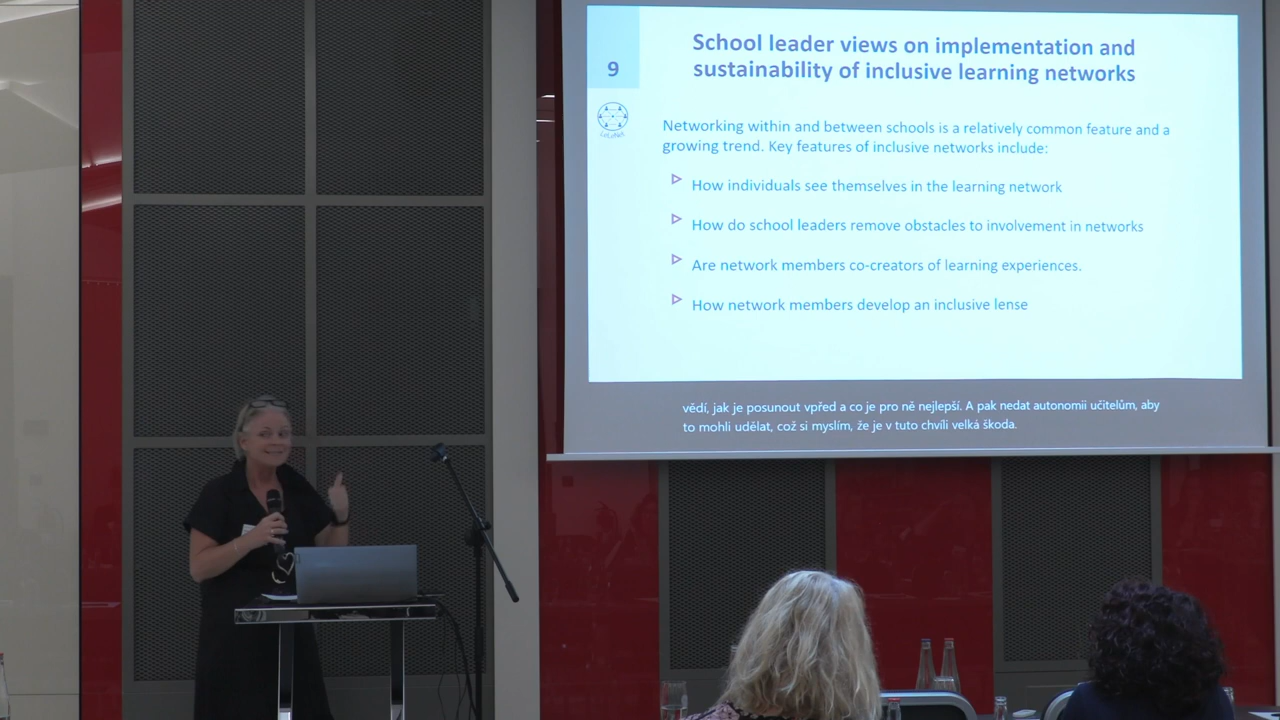 School leader views on implementation and
sustainability of inclusive learning networks
9
Networking within and between schools is a relatively common feature and a
growing trend. Key features of inclusive networks include:
How individuals see themselves in the learning network
How do school leaders remove obstacles to involvement in networks
Are network members co-creators of learning experiences.
How network members develop an inclusive lense
vědí, jak je posunout vpřed a co je pro ně nejlepší. A pak nedat autonomii učitelům, aby
to mohli udělat, což si myslím, že je v tuto chvíli velká škoda.